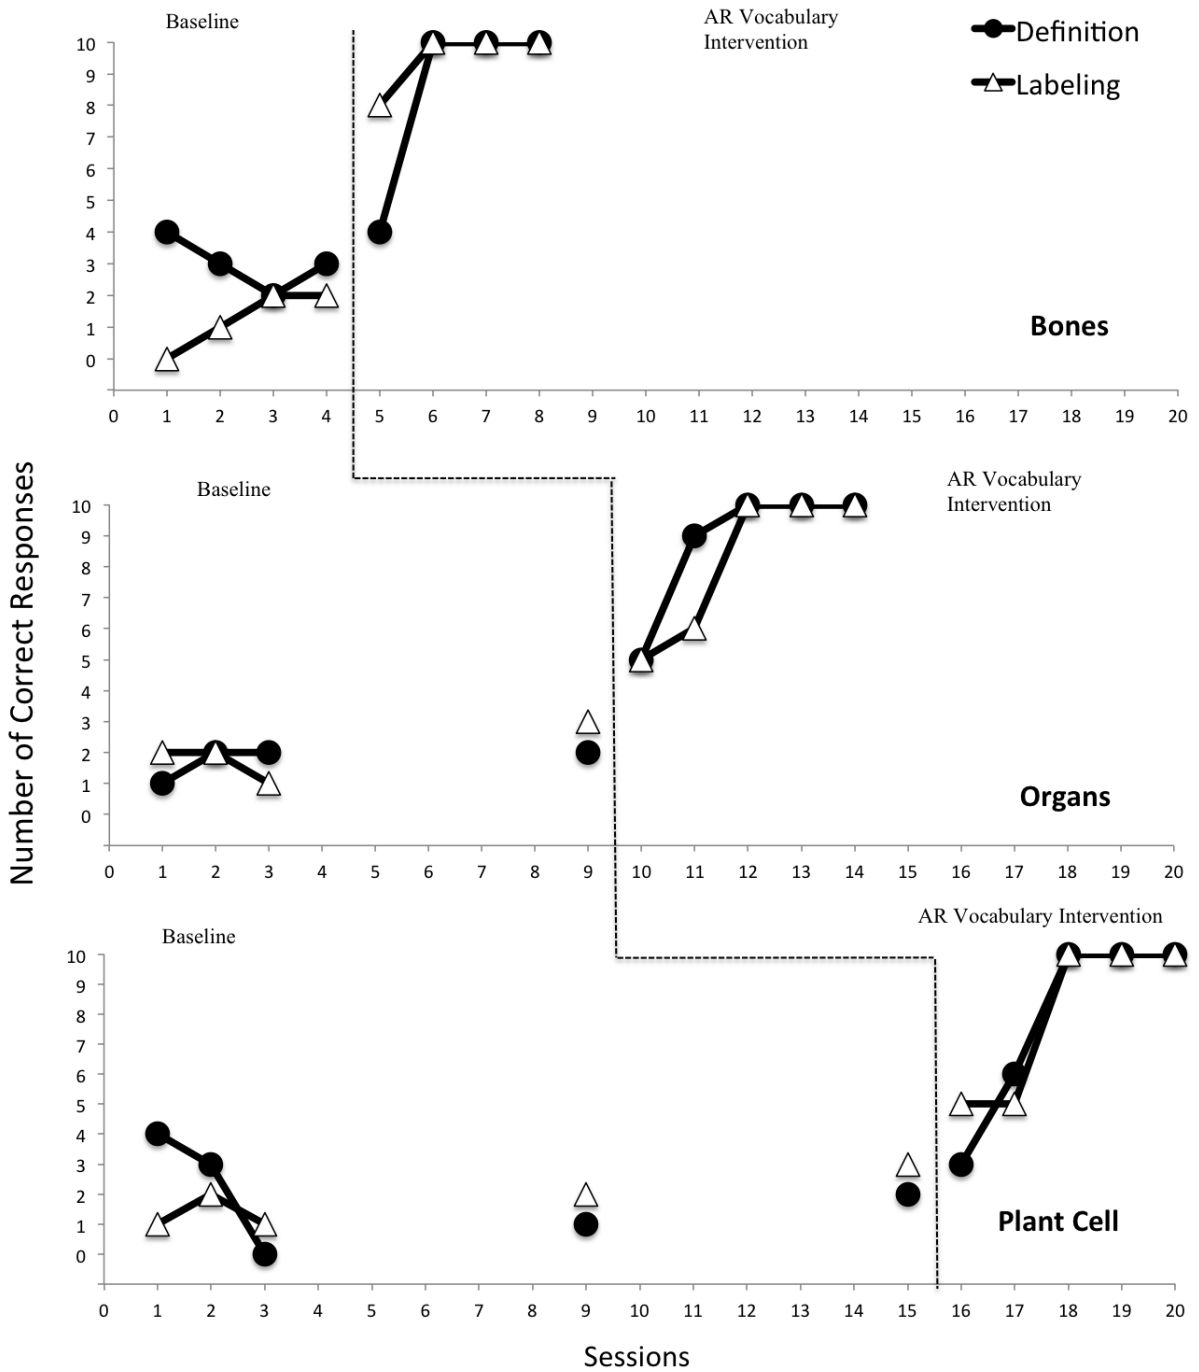 Baseline
AR Vocabulary
Intervention
Definition
Labeling
10
9
8
7
6
5
4
3
2
1
0
Bones
0 1 2 3 4 5 6 7 8 9 10 11 12 13 14 15 16 17 18 19 20
Number of Correct Responses
Baseline
AR Vocabulary
Intervention
10
9
8
7
6
5
4
3
2
1
0
Organs
0 1 2 3 4 5 6 7 8 9 10 11 12 13 14 15 16 17 18 19 20
Baseline
AR Vocabulary Intervention
10
9
8
7
6
5
4
3
2
1
0
Plant Cell
0 1 2 3 4 5 6 7 8 9 10 11 12 13 14 15 16 17 18 19 20
Sessions